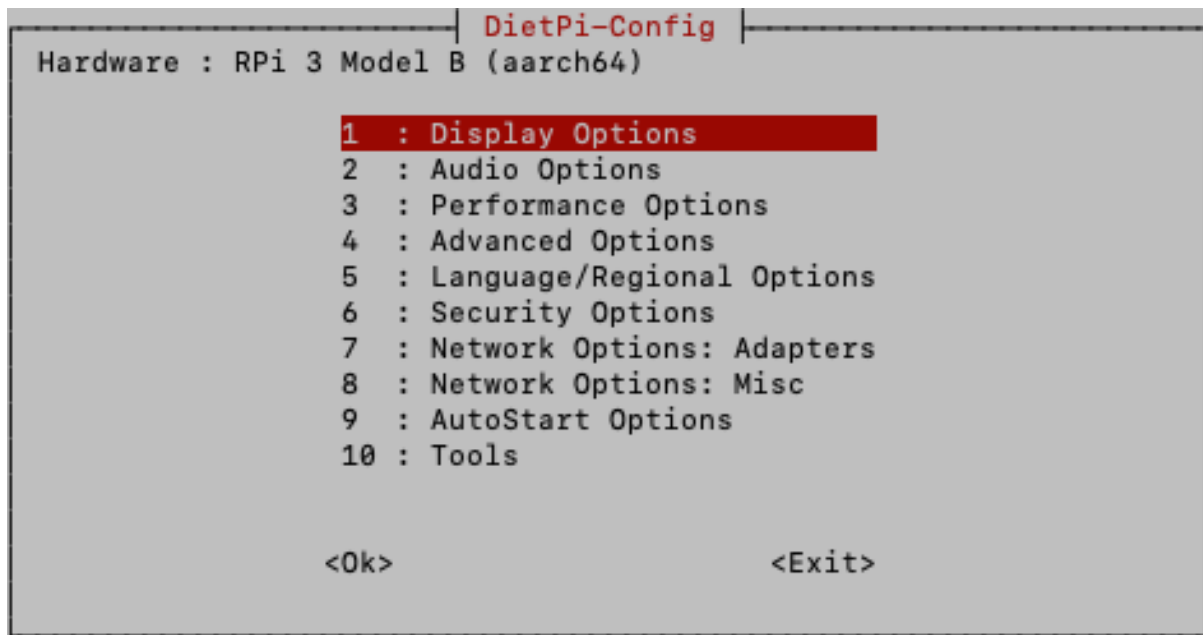 DietPi-Config
Hardware : RPi 3 Model B (aarch64)
1 : Display Options
2 : Audio Options
3 : Performance Options
4 : Advanced Options
5 : Language/Regional Options
6 : Security Options
7 : Network Options: Adapters
8 : Network Options: Misc
9 : AutoStart Options
10 : Tools
<Ok> <Exit>